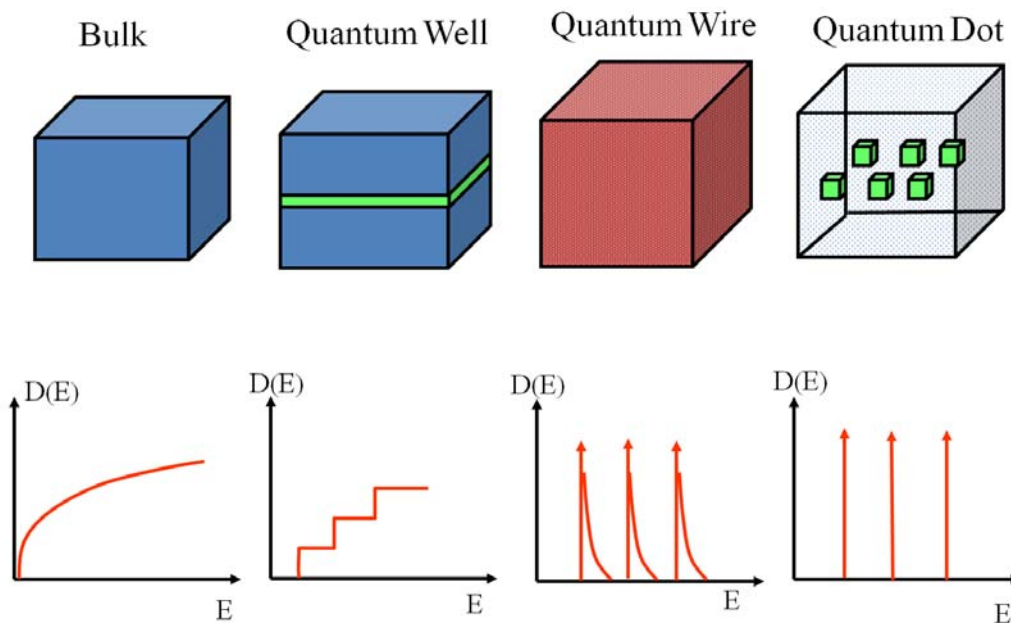 Bulk
Quantum Well
Quantum Wire
Quantum Dot
D(E)
D(E)
D(E)
D(E)
E
E
E
E